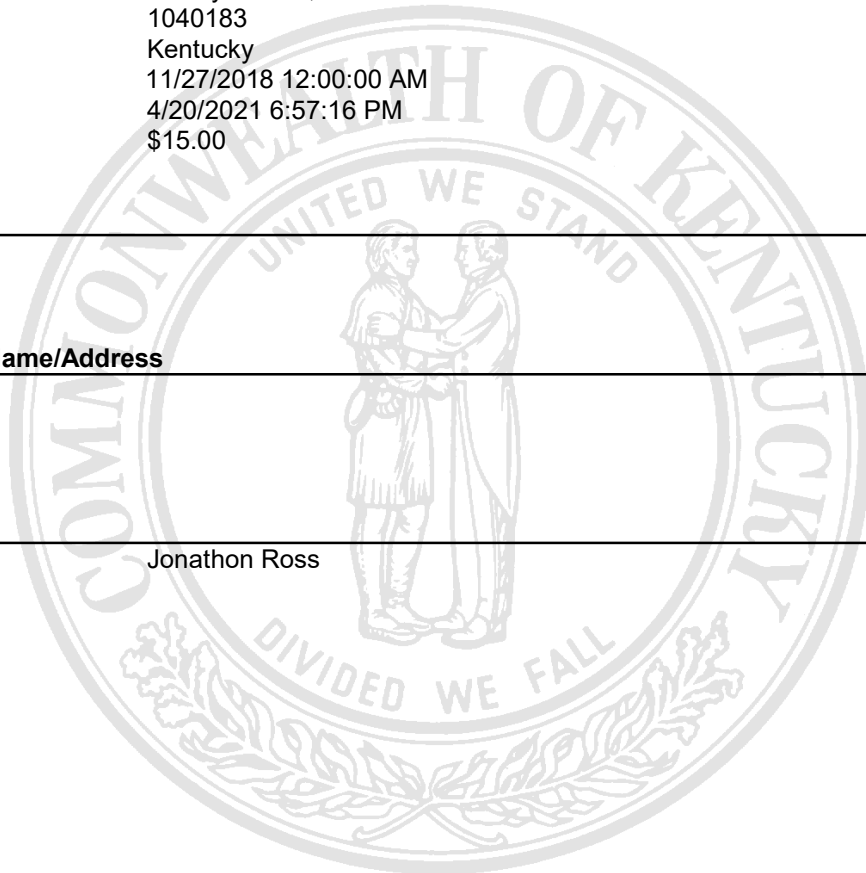 1040183
Kentucky
11/27/2018 12:00:00 AM
4/20/2021 6:57:16 PM
$15.00
COMMONWEALTH OF KENTUCKY
UNITED WE STAND
ame/Address
Jonathon Ross
DIVIDED WE FALL